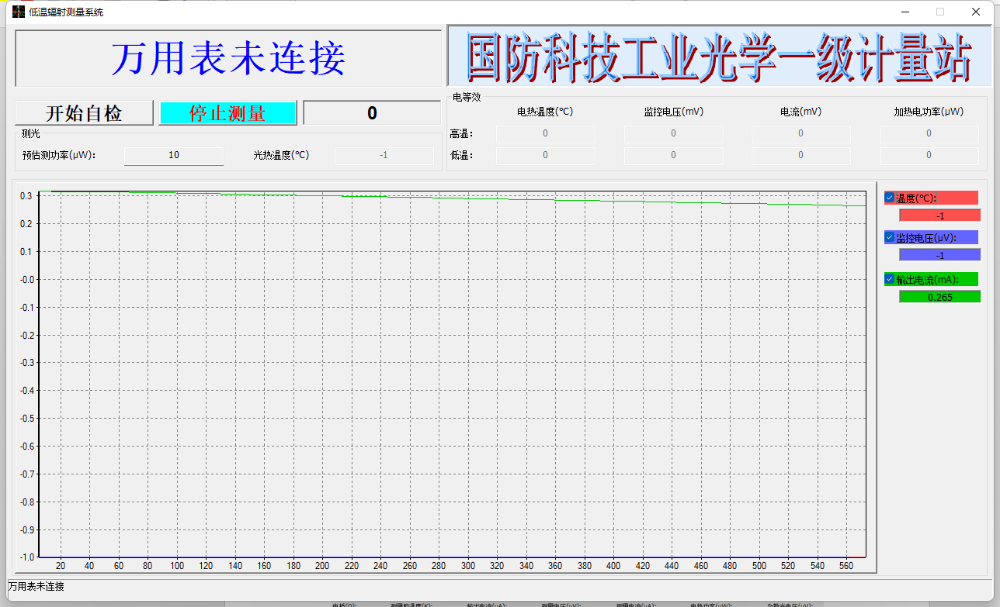 低温辐射测量系统
万用表未连接
国防科技工业光学一级计量站
开始自检
停止测量
0
测光
预估测功率(μW):
10
光热温度(℃)
-1
电等效
电热温度(℃)
监控电压(mV)
电流(mV)
加热电功率(μW)
高温:
0
0
0
0
低温:
0
0
0
0
0.3
0.2
0.1
-0.0
-0.1
-0.2
-0.3
-0.4
-0.5
-0.6
-0.7
-0.8
-0.9
-1.0
20 40 60 80 100 120 140 160 180 200 220 240 260 280 300 320 340 360 380 400 420 440 460 480 500 520 540 560
温度(℃):
-1
监控电压(μV):
-1
输出电流(mA):
0.265
万用表未连接